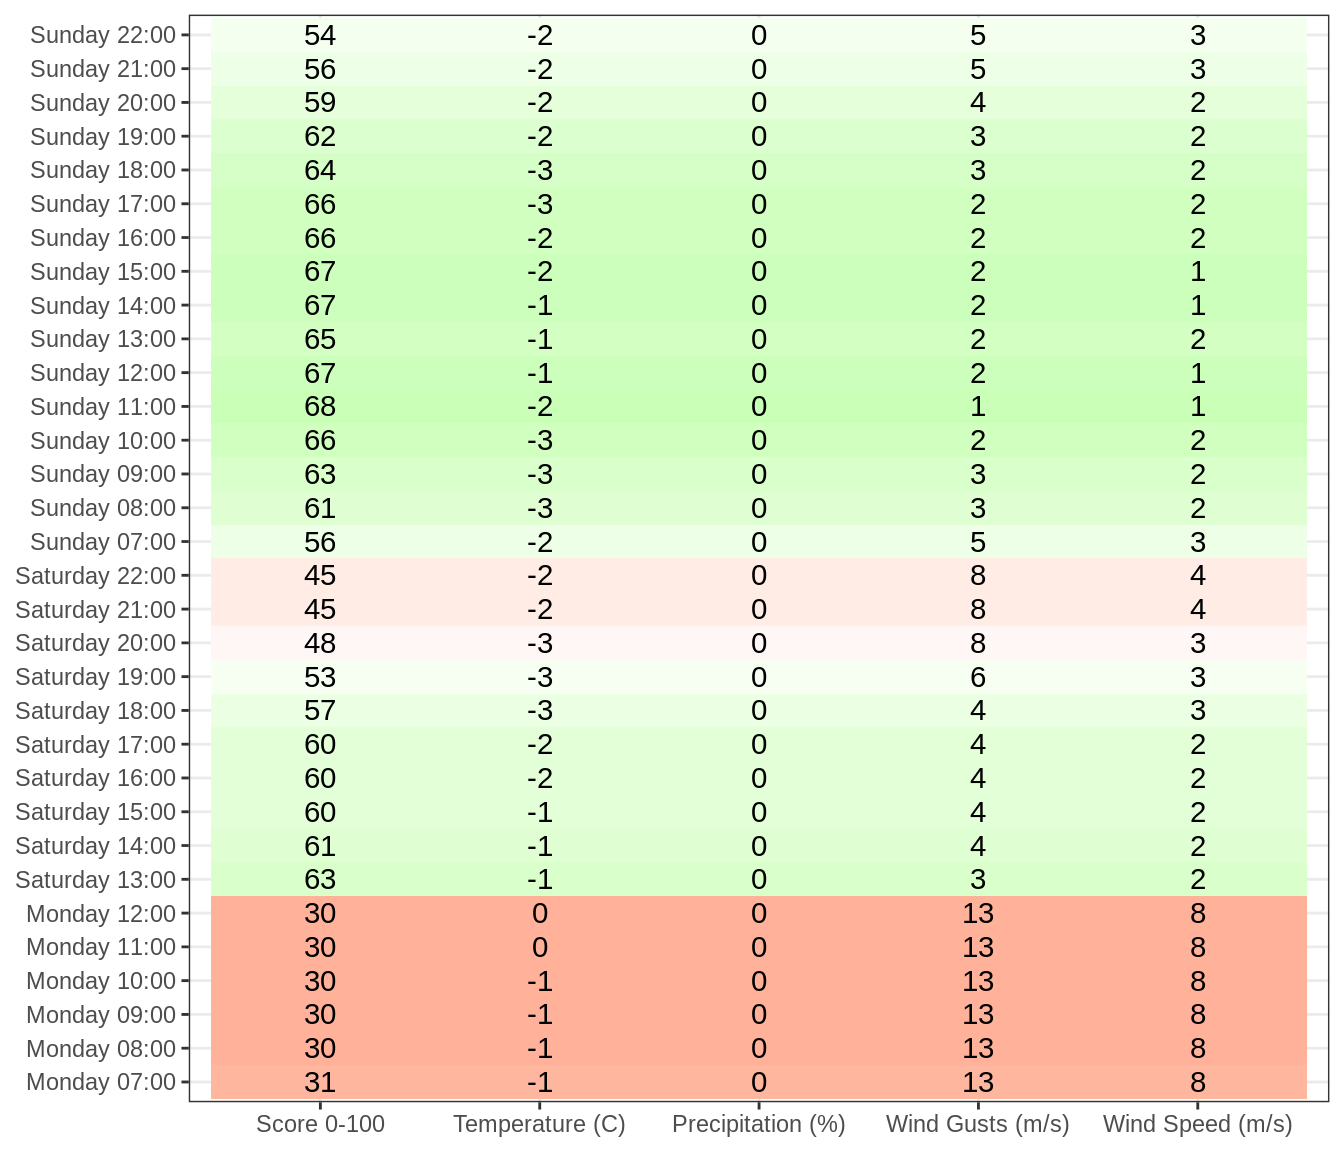 Sunday 22:00 54 -2 0 5 3
Sunday 21:00 56 -2 0 5 3
Sunday 20:00 59 -2 0 4 2
Sunday 19:00 62 -2 0 3 2
Sunday 18:00 64 -3 0 3 2
Sunday 17:00 66 -3 0 2 2
Sunday 16:00 66 -2 0 2 2
Sunday 15:00 67 -2 0 2 1
Sunday 14:00 67 -1 0 2 1
Sunday 13:00 65 -1 0 2 2
Sunday 12:00 67 -1 0 2 1
Sunday 11:00 68 -2 0 1 1
Sunday 10:00 66 -3 0 2 2
Sunday 09:00 63 -3 0 3 2
Sunday 08:00 61 -3 0 3 2
Sunday 07:00 56 -2 0 5 3
Saturday 22:00 45 -2 0 8 4
Saturday 21:00 45 -2 0 8 4
Saturday 20:00 48 -3 0 8 3
Saturday 19:00 53 -3 0 6 3
Saturday 18:00 57 -3 0 4 3
Saturday 17:00 60 -2 0 4 2
Saturday 16:00 60 -2 0 4 2
Saturday 15:00 60 -1 0 4 2
Saturday 14:00 61 -1 0 4 2
Saturday 13:00 63 -1 0 3 2
Monday 12:00 30 0 0 13 8
Monday 11:00 30 0 0 13 8
Monday 10:00 30 -1 0 13 8
Monday 09:00 30 -1 0 13 8
Monday 08:00 30 -1 0 13 8
Monday 07:00 31 -1 0 13 8
Score 0-100 Temperature (C) Precipitation (%) Wind Gusts (m/s) Wind Speed (m/s)